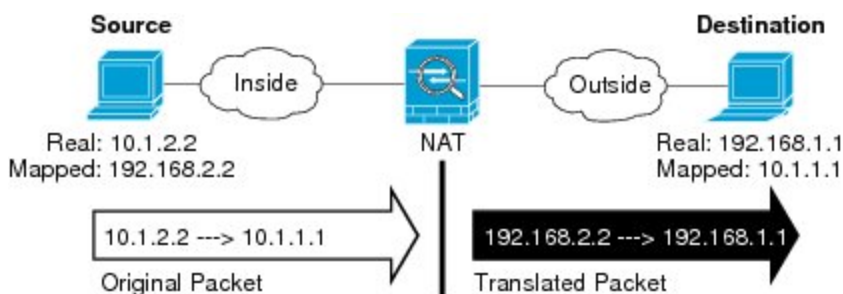 Source
Destination
Inside
Outside
Real: 10.1.2.2
Mapped: 192.168.2.2
NAT
Real: 192.168.1.1
Mapped: 10.1.1.1
10.1.2.2 ---> 10.1.1.1
192.168.2.2 ---> 192.168.1.1
Original Packet
Translated Packet